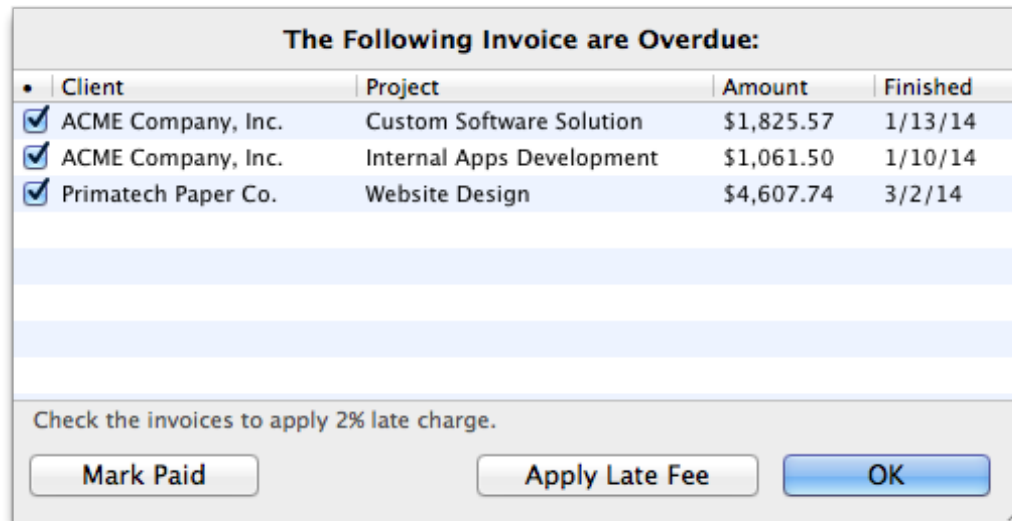 The Following Invoice are Overdue:
• Client Project Amount Finished
ACME Company, Inc. Custom Software Solution $1,825.57 1/13/14
ACME Company, Inc. Internal Apps Development $1,061.50 1/10/14
Primatech Paper Co. Website Design $4,607.74 3/2/14
Check the invoices to apply 2% late charge.
Mark Paid Apply Late Fee OK